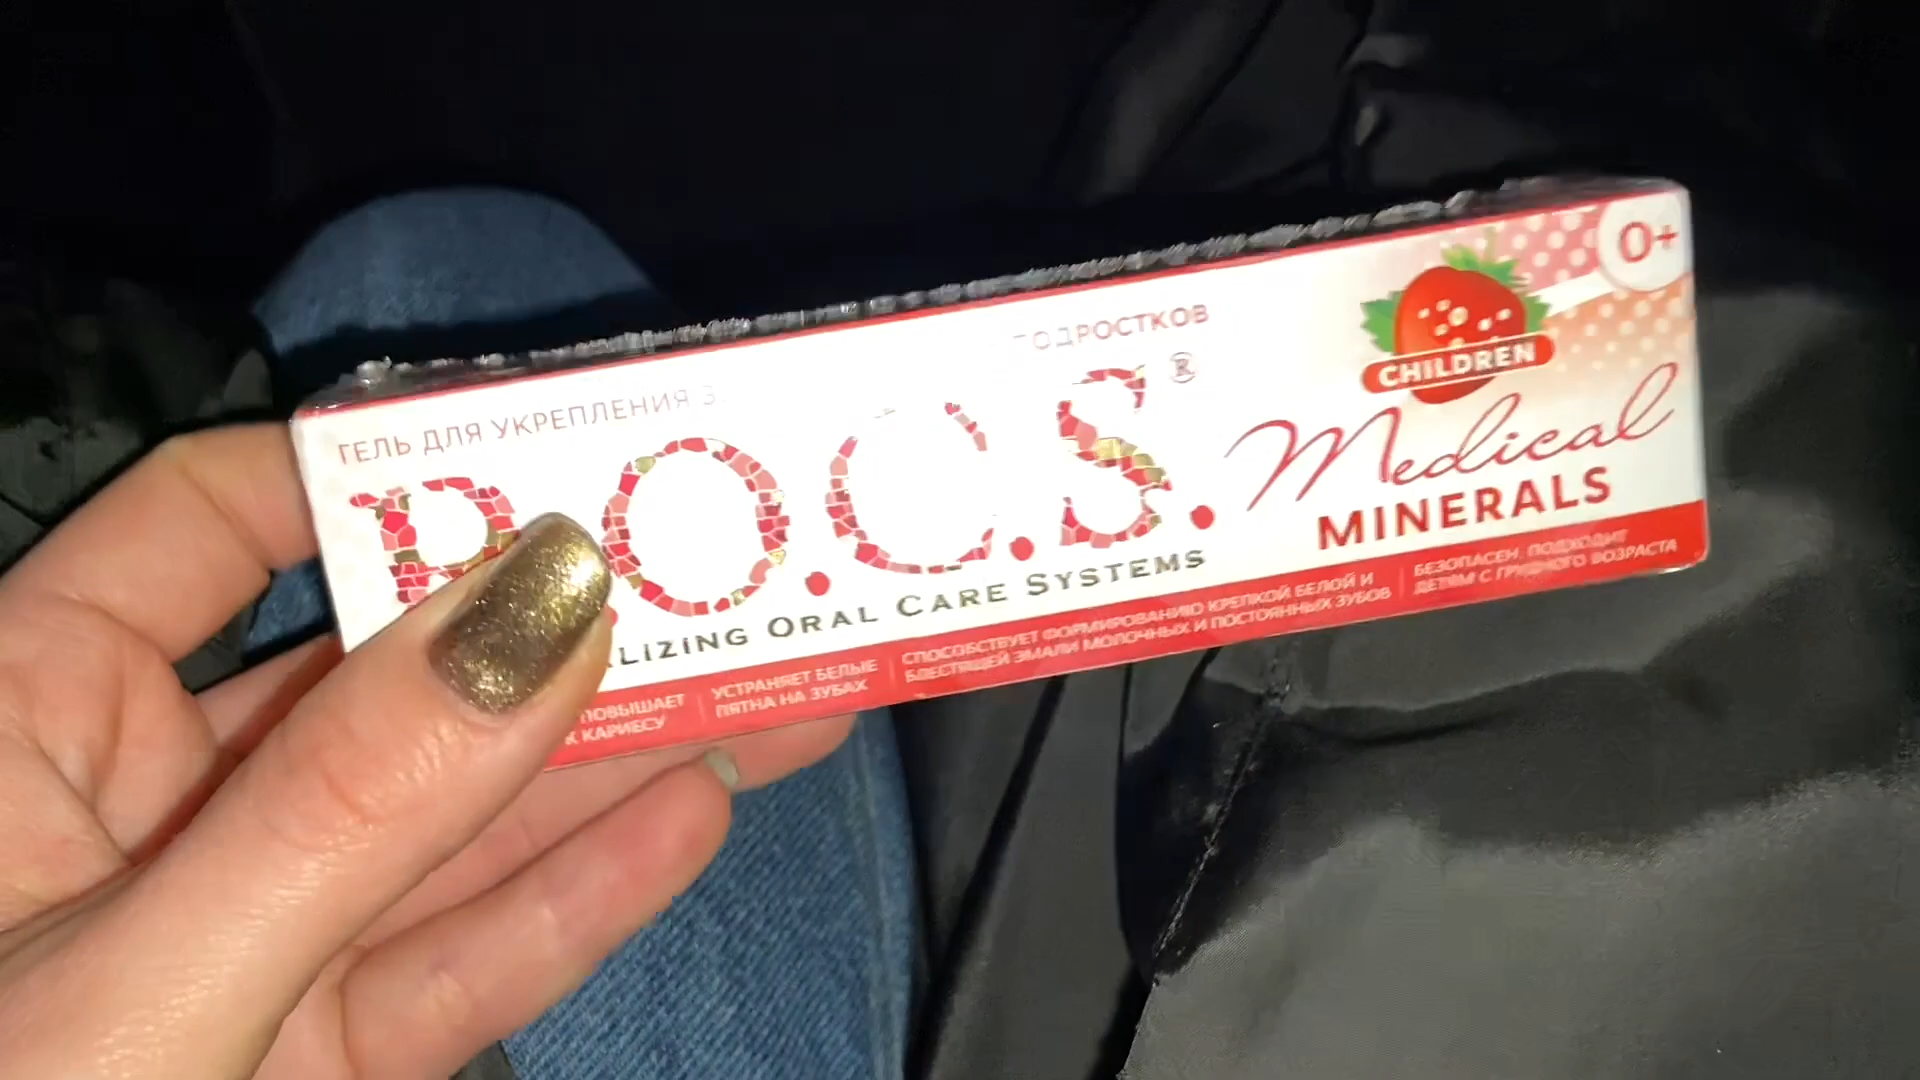 ГЕЛЬ ДЛЯ УКРЕПЛЕНИЯ З
ПОДРОСТКОВ
P.O.C.S.®
LIZING ORAL CARE SYSTEMS
0+
CHILDREN
Medical
MINERALS
ПОВЫШАЕТ
К КАРИЕСУ
УСТРАНЯЕТ БЕЛЫЕ
ПЯТНА НА ЗУБАХ
СПОСОБСТВУЕТ ФОРМИРОВАНИЮ КРЕПКОЙ БЕЛОЙ И
БЛЕСТЯЩЕЙ ЭМАЛИ МОЛОЧНЫХ И ПОСТОЯННЫХ ЗУБОВ
БЕЗОПАСЕН, ПОДХОДИТ
ДЕТЯМ С ГРУДНОГО ВОЗРАСТА